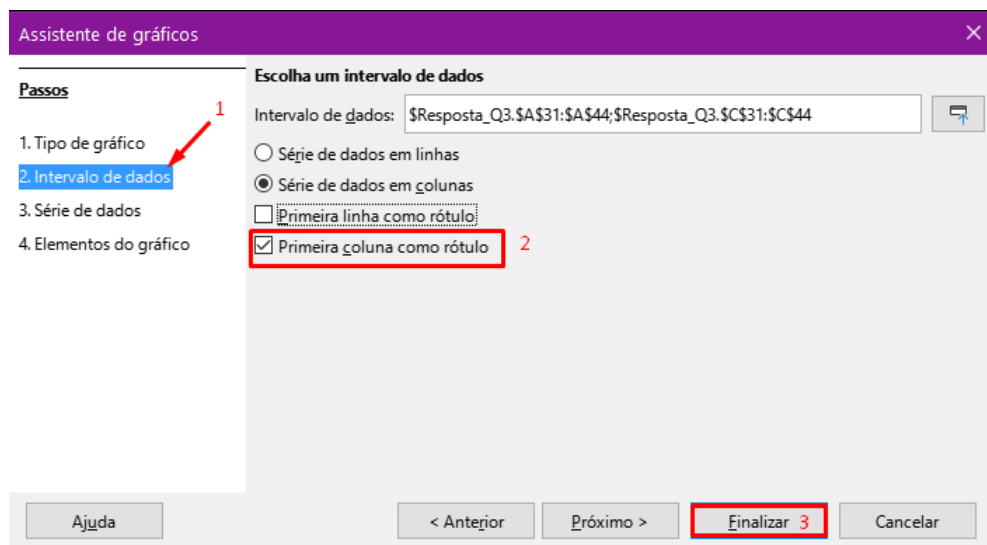 Assistente de gráficos
Passos
1
1. Tipo de gráfico
2. Intervalo de dados
3. Série de dados
4. Elementos do gráfico
Escolha um intervalo de dados
Intervalo de dados: $Resposta_Q3.$A$31:$A$44;$Resposta_Q3.$C$31:$C$44
Série de dados em linhas
Série de dados em colunas
Primeira linha como rótulo
Primeira coluna como rótulo 2
Ajuda < Anterior Próximo > Finalizar 3 Cancelar